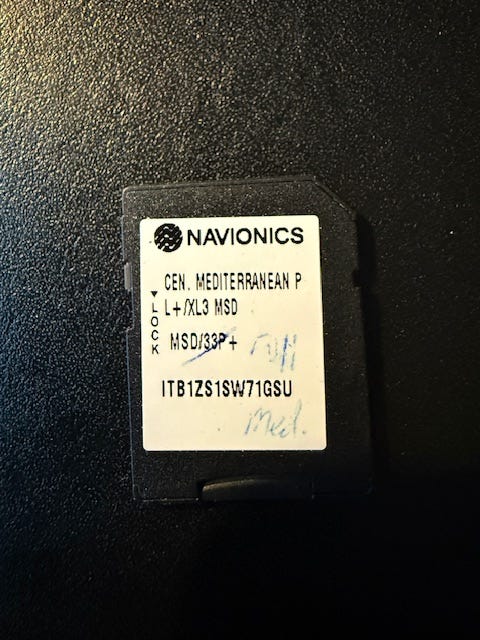 NAVIONICS
CEN. MEDITERRANEAN P
L+/XL3 MSD
LOCK
MSD/33P+ Full
ITB1ZS1SW71GSU
Med.